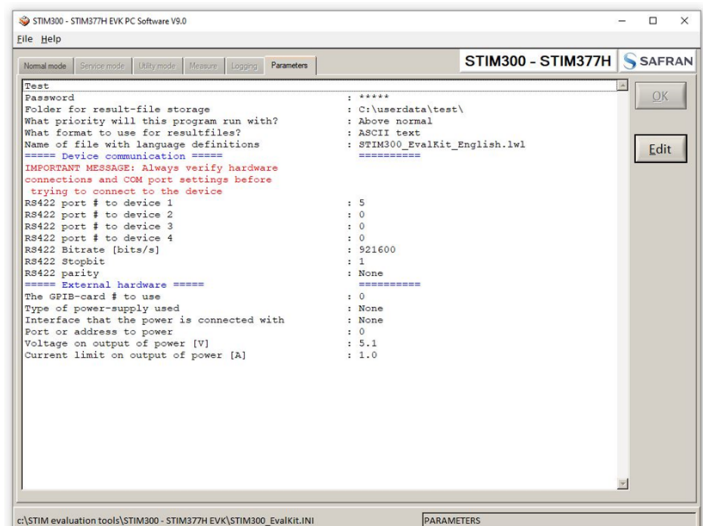 STIM300 - STIM377H EVK PC Software V9.0
File Help
Normal mode Service mode Utility mode Measure Logging Parameters
STIM300 - STIM377H SAFRAN
Test
Password : *****
Folder for result-file storage : C:\userdata\test\
What priority will this program run with? : Above normal
What format to use for resultfiles? : ASCII text
Name of file with language definitions : STIM300_EvalKit_English.lwl
===== Device communication ===== ==========
IMPORTANT MESSAGE: Always verify hardware
connections and COM port settings before
trying to connect to the device
RS422 port # to device 1 : 5
RS422 port # to device 2 : 0
RS422 port # to device 3 : 0
RS422 port # to device 4 : 0
RS422 Bitrate [bits/s] : 921600
RS422 Stopbit : 1
RS422 parity : None
===== External hardware ===== ==========
The GPIB-card # to use : 0
Type of power-supply used : None
Interface that the power is connected with : None
Port or address to power : 0
Voltage on output of power [V] : 5.1
Current limit on output of power [A] : 1.0
OK
Edit
c:\STIM evaluation tools\STIM300 - STIM377H EVK\STIM300_EvalKit.INI PARAMETERS